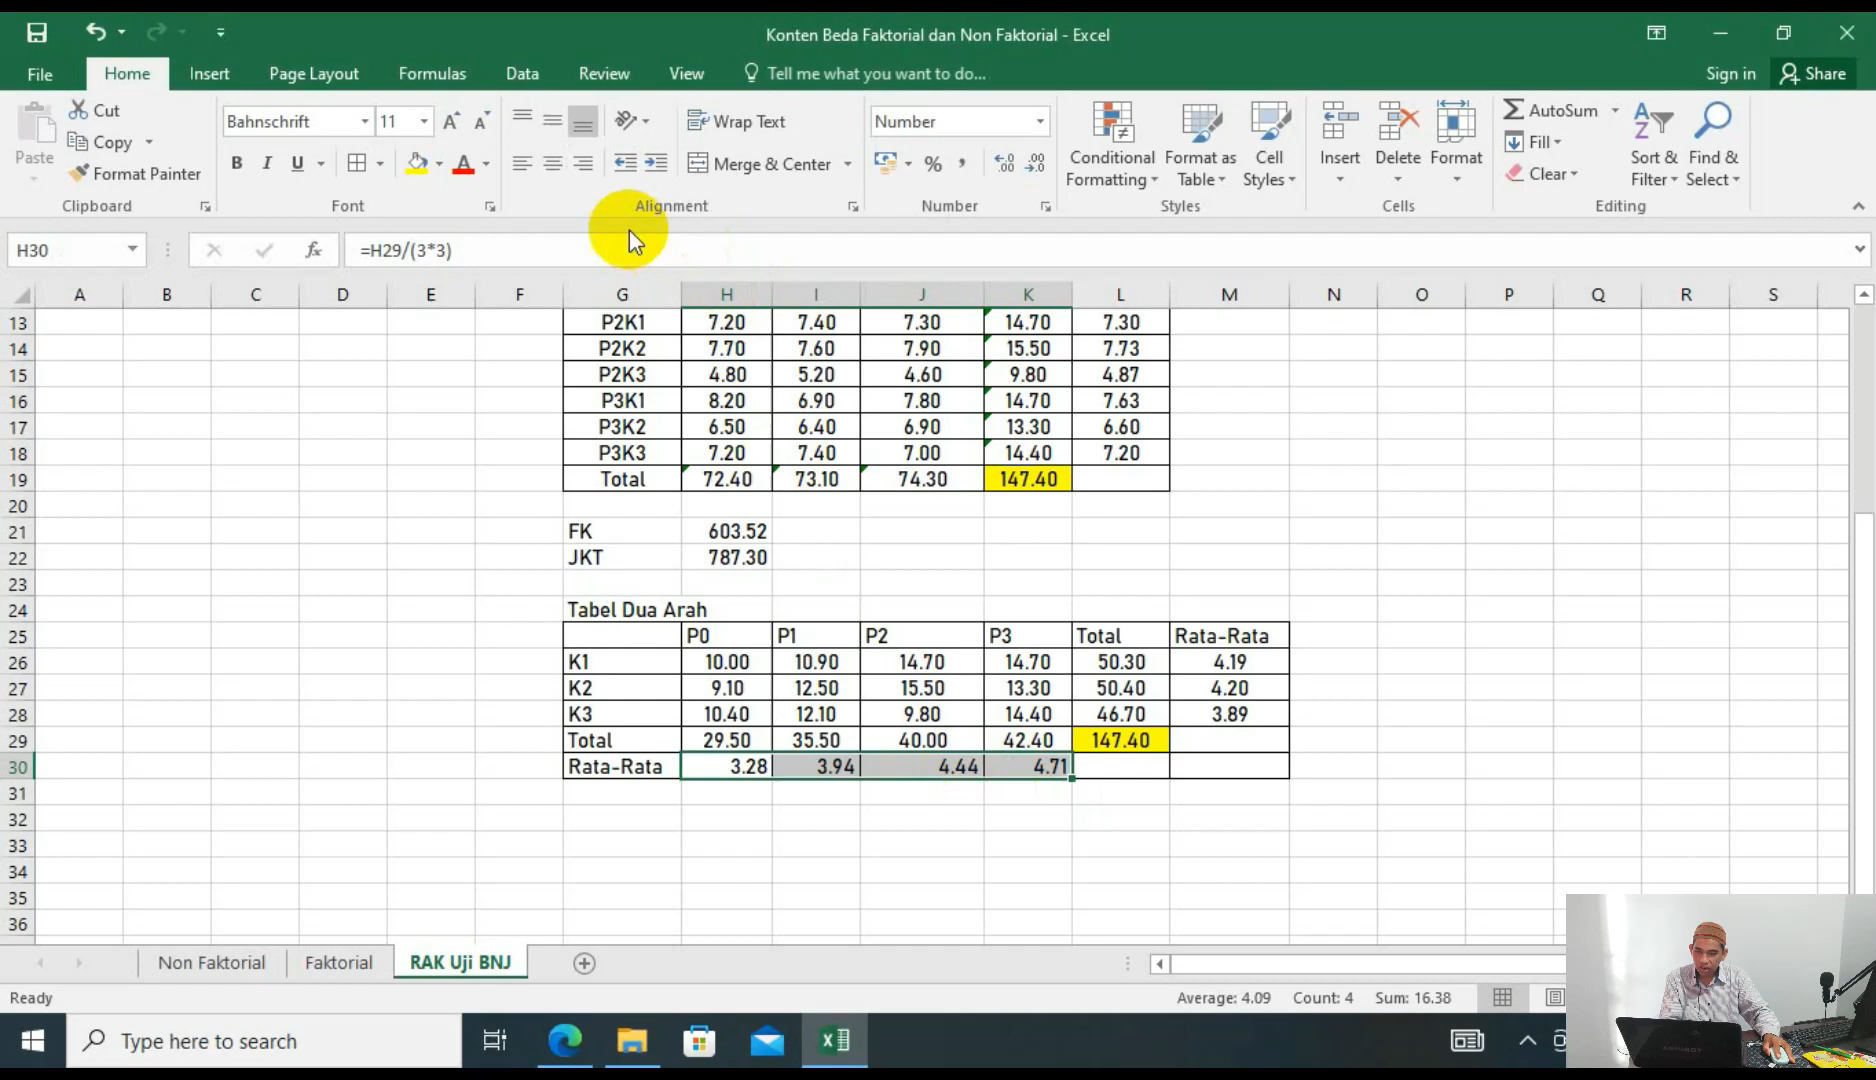 Konten Beda Faktorial dan Non Faktorial - Excel
File Home Insert Page Layout Formulas Data Review View Tell me what you want to do... Sign in Share
Paste Cut Copy Format Painter
Clipboard
Bahnschrift 11
B I U
Font
Wrap Text
Merge & Center
Alignment
Number
%
Number
Conditional Formatting Format as Table Cell Styles
Styles
Insert Delete Format
Cells
AutoSum Fill Clear Sort & Filter Find & Select
Editing
H30 fx =H29/(3*3)
A B C D E F G H I J K L M N O P Q R S
13 P2K1 7.20 7.40 7.30 14.70 7.30
14 P2K2 7.70 7.60 7.90 15.50 7.73
15 P2K3 4.80 5.20 4.60 9.80 4.87
16 P3K1 8.20 6.90 7.80 14.70 7.63
17 P3K2 6.50 6.40 6.90 13.30 6.60
18 P3K3 7.20 7.40 7.00 14.40 7.20
19 Total 72.40 73.10 74.30 147.40
20
21 FK 603.52
22 JKT 787.30
23
24 Tabel Dua Arah
25 P0 P1 P2 P3 Total Rata-Rata
26 K1 10.00 10.90 14.70 14.70 50.30 4.19
27 K2 9.10 12.50 15.50 13.30 50.40 4.20
28 K3 10.40 12.10 9.80 14.40 46.70 3.89
29 Total 29.50 35.50 40.00 42.40 147.40
30 Rata-Rata 3.28 3.94 4.44 4.71
31
32
33
34
35
36
Non Faktorial Faktorial RAK Uji BNJ
Ready Average: 4.09 Count: 4 Sum: 16.38
Type here to search